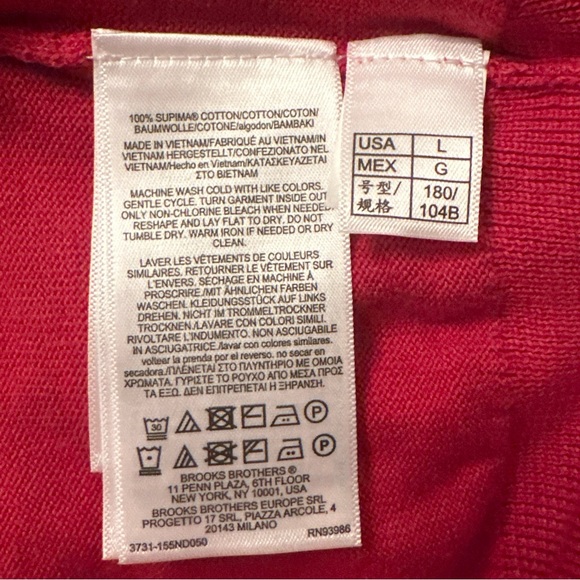 100% SUPIMA® COTTON/COTTON/COTON/
BAUMWOLLE/COTONE/algodon/ΒΑΜΒΑΚΙ
MADE IN VIETNAM/FABRIQUÉ AU VIETNAM/IN
VIETNAM HERGESTELLT/CONFEZIONATO NEL
VIETNAM/Hecho en Vietnam/ΚΑΤΑΣΚΕΥΑΖΕΤΑΙ
ΣΤΟ ΒΙΕΤΝΑΜ
MACHINE WASH COLD WITH LIKE COLORS.
GENTLE CYCLE. TURN GARMENT INSIDE OUT
ONLY NON-CHLORINE BLEACH WHEN NEEDED.
RESHAPE AND LAY FLAT TO DRY. DO NOT
TUMBLE DRY. WARM IRON IF NEEDED OR DRY
CLEAN.
LAVER LES VÊTEMENTS DE COULEURS
SIMILAIRES. RETOURNER LE VÊTEMENT SUR
L'ENVERS. SÉCHAGE EN MACHINE À
PROSCRIRE./MIT ÄHNLICHEN FARBEN
WASCHEN. KLEIDUNGSSTÜCK AUF LINKS
DREHEN. NICHT IM TROMMELTROCKNER
TROCKNEN./LAVARE CON COLORI SIMILI.
RIVOLTARE L'INDUMENTO. NON ASCIUGABILE
IN ASCIUGATRICE./lavar con colores similares.
voltear la prenda por el reverso. no secar en
secadora./ΠΛΕΝΕΤΑΙ ΣΤΟ ΠΛΥΝΤΗΡΙΟ ΜΕ ΟΜΟΙΑ
ΧΡΩΜΑΤΑ. ΓΥΡΙΣΤΕ ΤΟ ΡΟΥΧΟ ΑΠΟ ΜΕΣΑ ΠΡΟΣ
ΤΑ ΕΞΩ. ΔΕΝ ΕΠΙΤΡΕΠΕΤΑΙ Η ΞΗΡΑΝΣΗ.
30 P
P
BROOKS BROTHERS ®
11 PENN PLAZA, 6TH FLOOR
NEW YORK, NY 10001, USA
BROOKS BROTHERS EUROPE SRL
PROGETTO 17 SRL, PIAZZA ARCOLE, 4
20143 MILANO
RN93986
3731-155ND050
USA L
MEX G
号型/ 180/
规格 104B